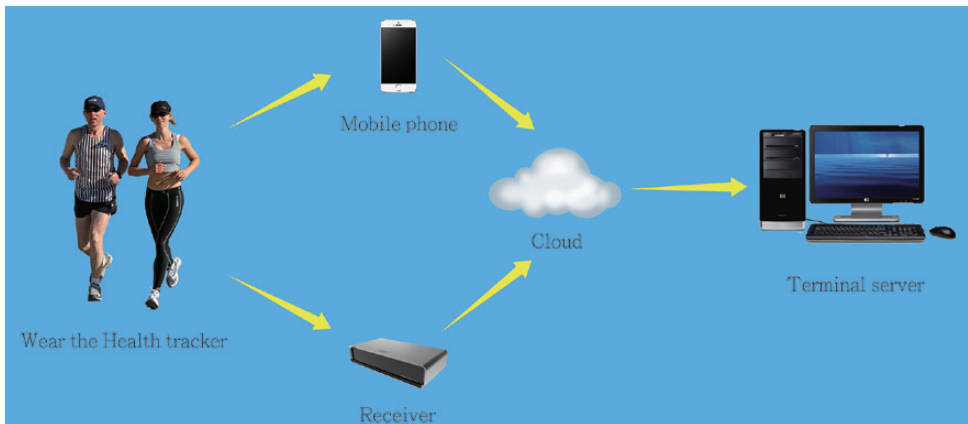 Mobile phone
Cloud
Terminal server
Wear the Health tracker
Receiver